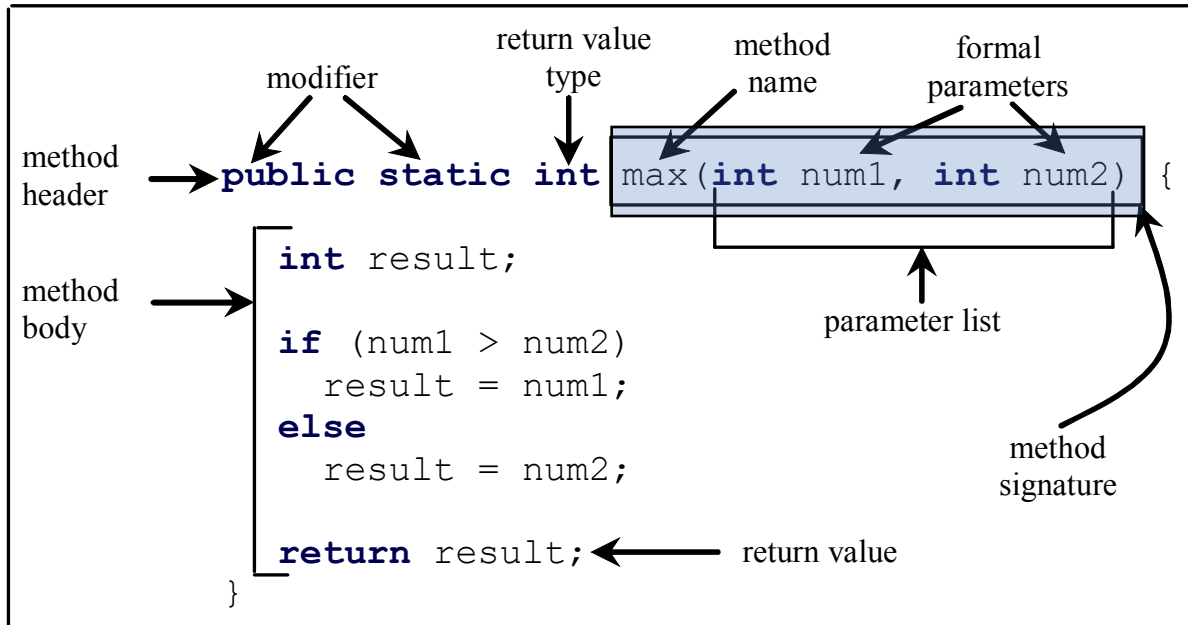 return value
type
method
name
formal
parameters
modifier
method
header
public static int max(int num1, int num2) {
int result;
method
body
parameter list
if (num1 > num2)
result = num1;
else
result = num2;
method
signature
return result;
return value
}